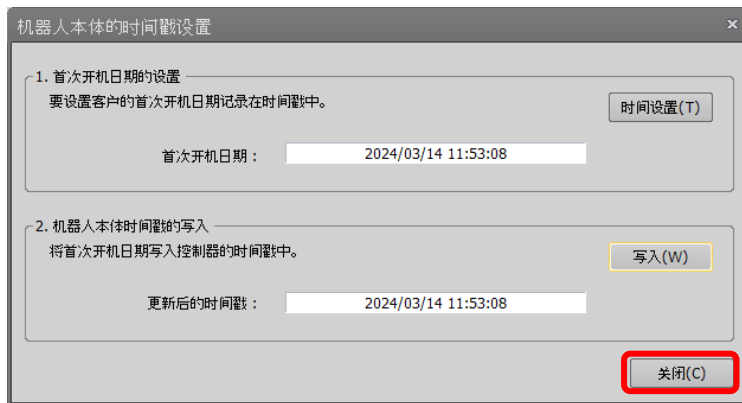 机器人本体的时间戳设置
1. 首次开机日期的设置
要设置客户的首次开机日期记录在时间戳中。
时间设置(T)
首次开机日期： 2024/03/14 11:53:08
2. 机器人本体时间戳的写入
将首次开机日期写入控制器的时间戳中。
写入(W)
更新后的时间戳： 2024/03/14 11:53:08
关闭(C)